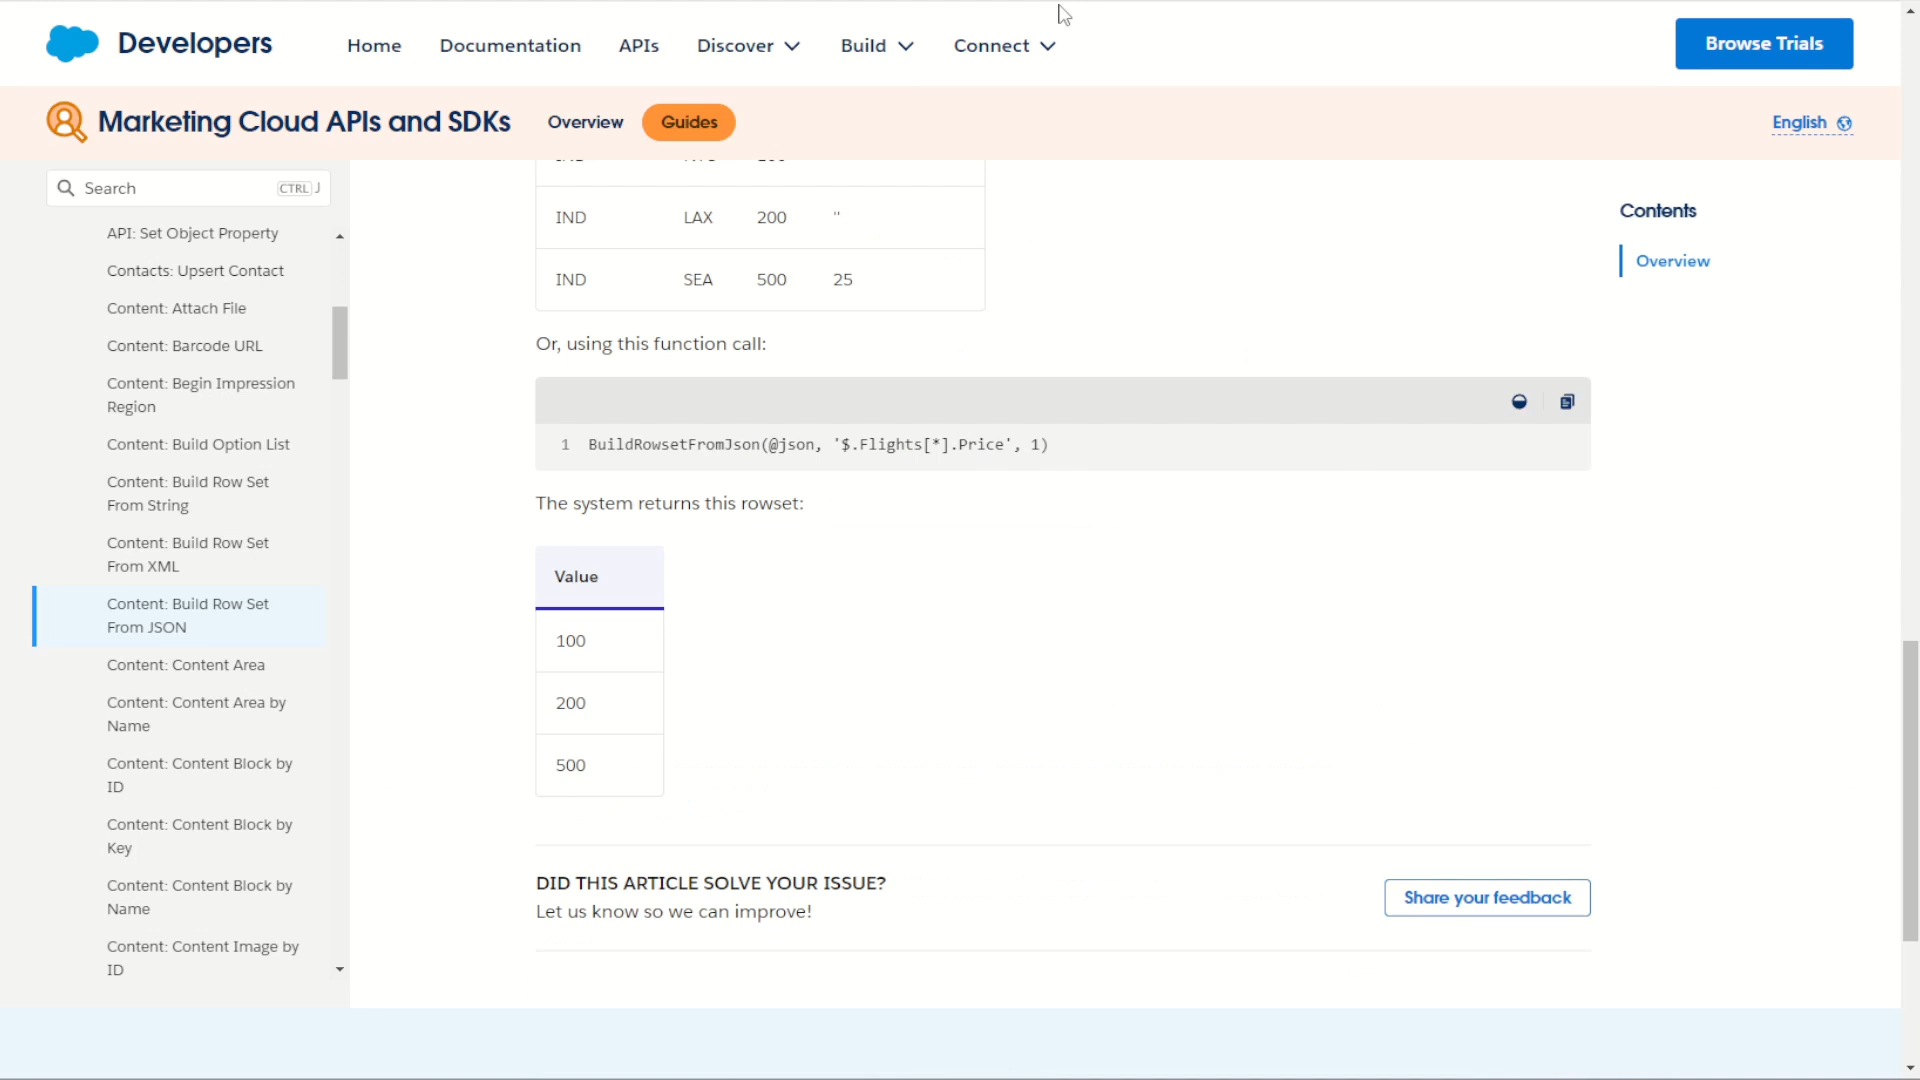 Developers
Home
Documentation
APIs
Discover
Build
Connect
Browse Trials
Marketing Cloud APIs and SDKs
Overview
Guides
English
Search
CTRL J
API: Set Object Property
Contacts: Upsert Contact
Content: Attach File
Content: Barcode URL
Content: Begin Impression
Region
Content: Build Option List
Content: Build Row Set
From String
Content: Build Row Set
From XML
Content: Build Row Set
From JSON
Content: Content Area
Content: Content Area by
Name
Content: Content Block by
ID
Content: Content Block by
Key
Content: Content Block by
Name
Content: Content Image by
ID
IND LAX 200 ''
IND SEA 500 25
Or, using this function call:
1 BuildRowsetFromJson(@json, '$.Flights[*].Price', 1)
The system returns this rowset:
Value
100
200
500
DID THIS ARTICLE SOLVE YOUR ISSUE?
Let us know so we can improve!
Share your feedback
Contents
Overview